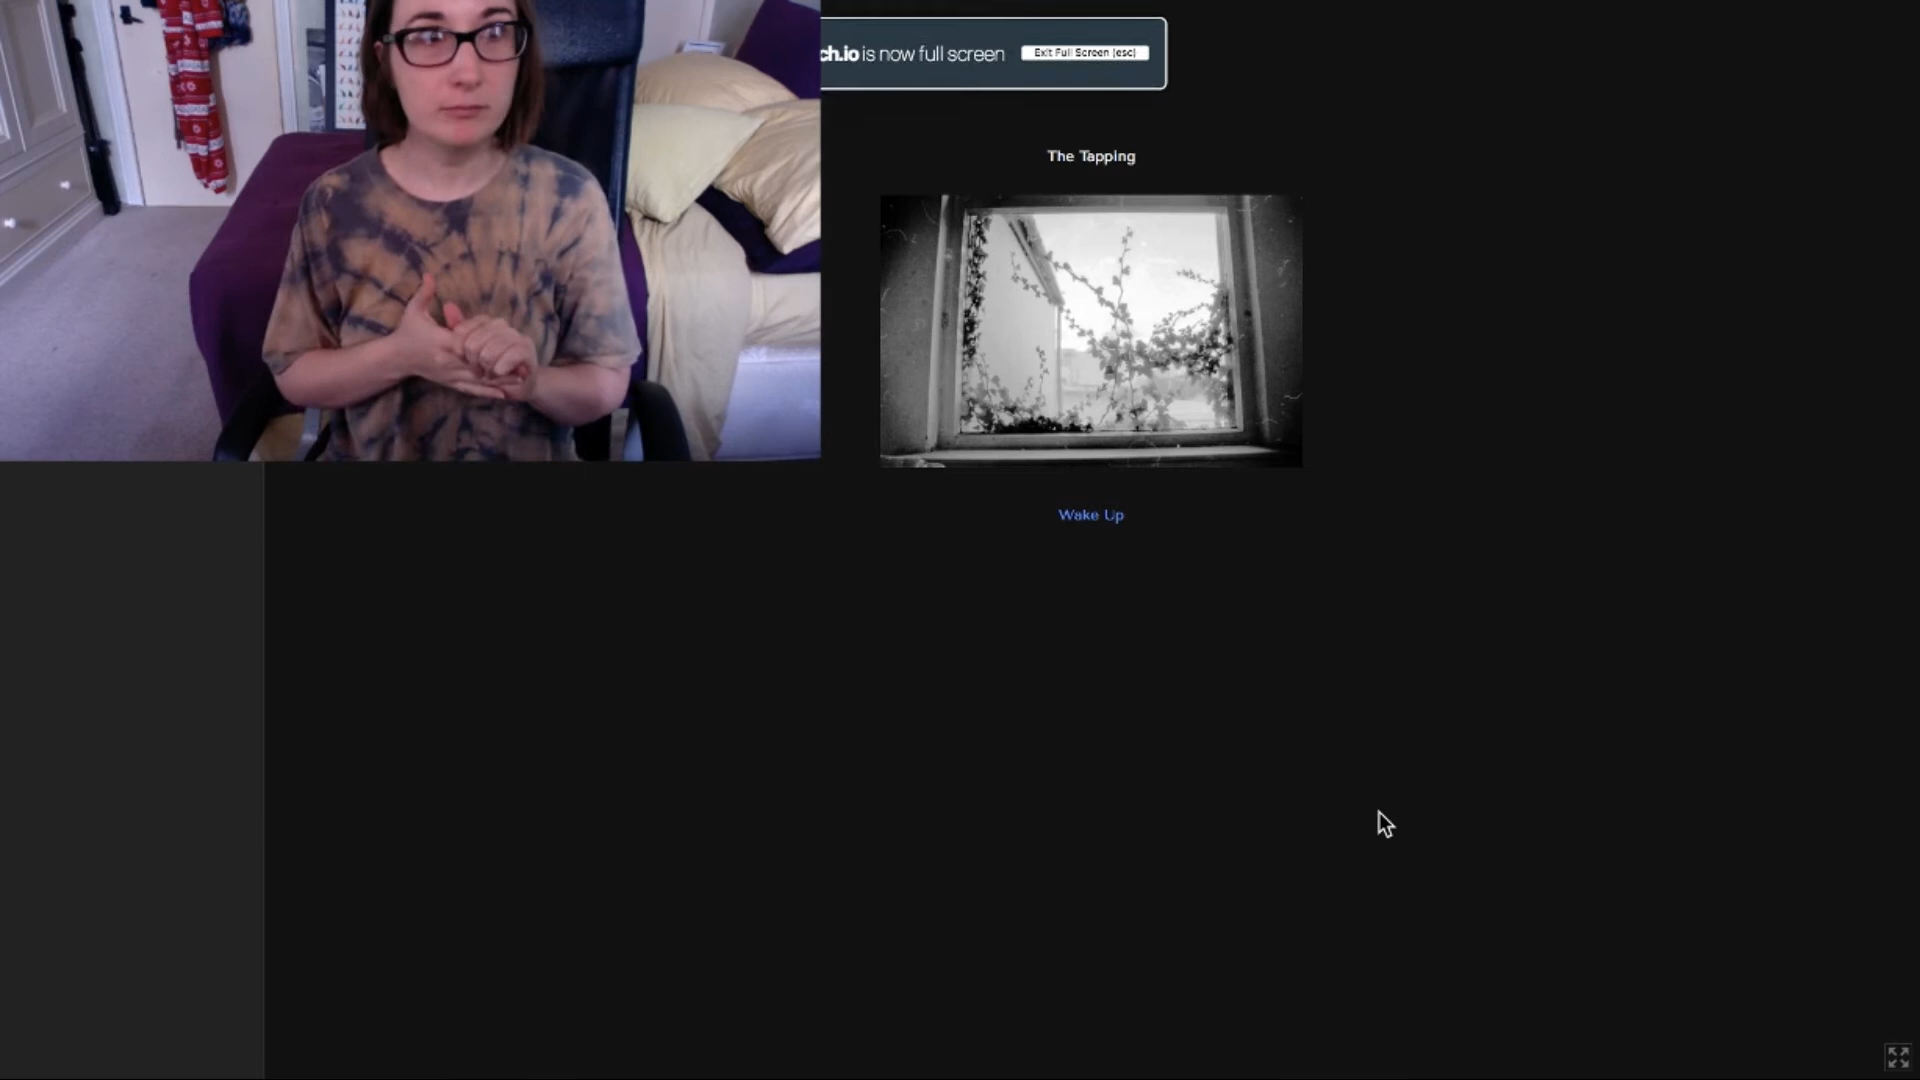 ch.io is now full screen
Exit Full Screen (esc)
The Tapping
Wake Up